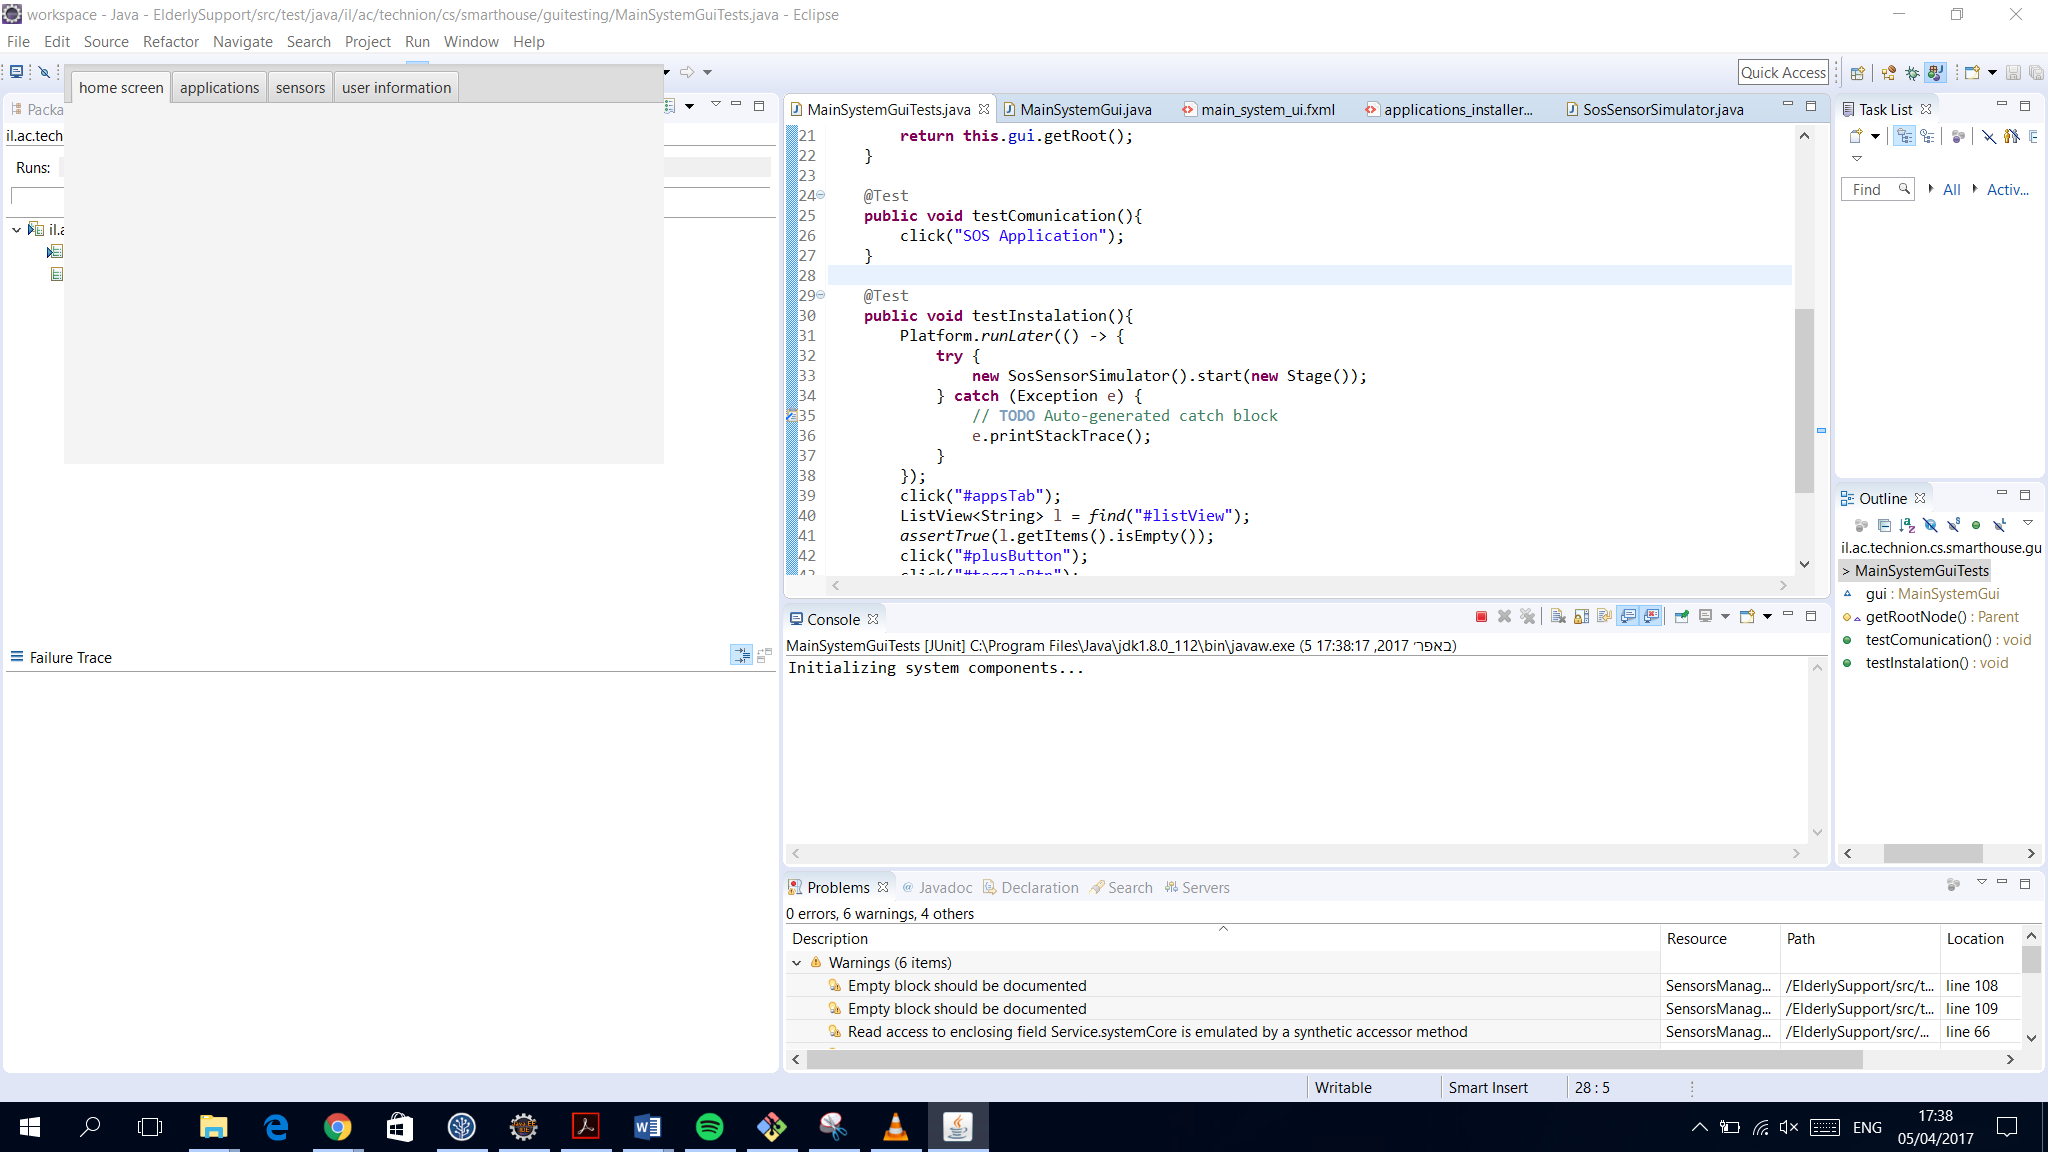 workspace - Java - ElderlySupport/src/test/java/il/ac/technion/cs/smarthouse/guitesting/MainSystemGuiTests.java - Eclipse
File Edit Source Refactor Navigate Search Project Run Window Help
Quick Access
home screen applications sensors user information
Packa
il.ac.tech
Runs:
il.a
Failure Trace
MainSystemGuiTests.java MainSystemGui.java main_system_ui.fxml applications_installer... SosSensorSimulator.java
21 return this.gui.getRoot();
22 }
23
24 @Test
25 public void testComunication(){
26 click("SOS Application");
27 }
28
29 @Test
30 public void testInstalation(){
31 Platform.runLater(() -> {
32 try {
33 new SosSensorSimulator().start(new Stage());
34 } catch (Exception e) {
35 // TODO Auto-generated catch block
36 e.printStackTrace();
37 }
38 });
39 click("#appsTab");
40 ListView<String> l = find("#listView");
41 assertTrue(l.getItems().isEmpty());
42 click("#plusButton");
43 click("#toggleBtn");
Console
MainSystemGuiTests [JUnit] C:\Program Files\Java\jdk1.8.0_112\bin\javaw.exe (5 באפר׳ 2017, 17:38:17)
Initializing system components...
Problems Javadoc Declaration Search Servers
0 errors, 6 warnings, 4 others
Description Resource Path Location
Warnings (6 items)
Empty block should be documented SensorsManag... /ElderlySupport/src/t... line 108
Empty block should be documented SensorsManag... /ElderlySupport/src/t... line 109
Read access to enclosing field Service.systemCore is emulated by a synthetic accessor method SensorsManag... /ElderlySupport/src/... line 66
Task List
Find All Activ...
Outline
il.ac.technion.cs.smarthouse.gu
> MainSystemGuiTests
gui : MainSystemGui
getRootNode() : Parent
testComunication() : void
testInstalation() : void
Writable Smart Insert 28 : 5
ENG
17:38
05/04/2017